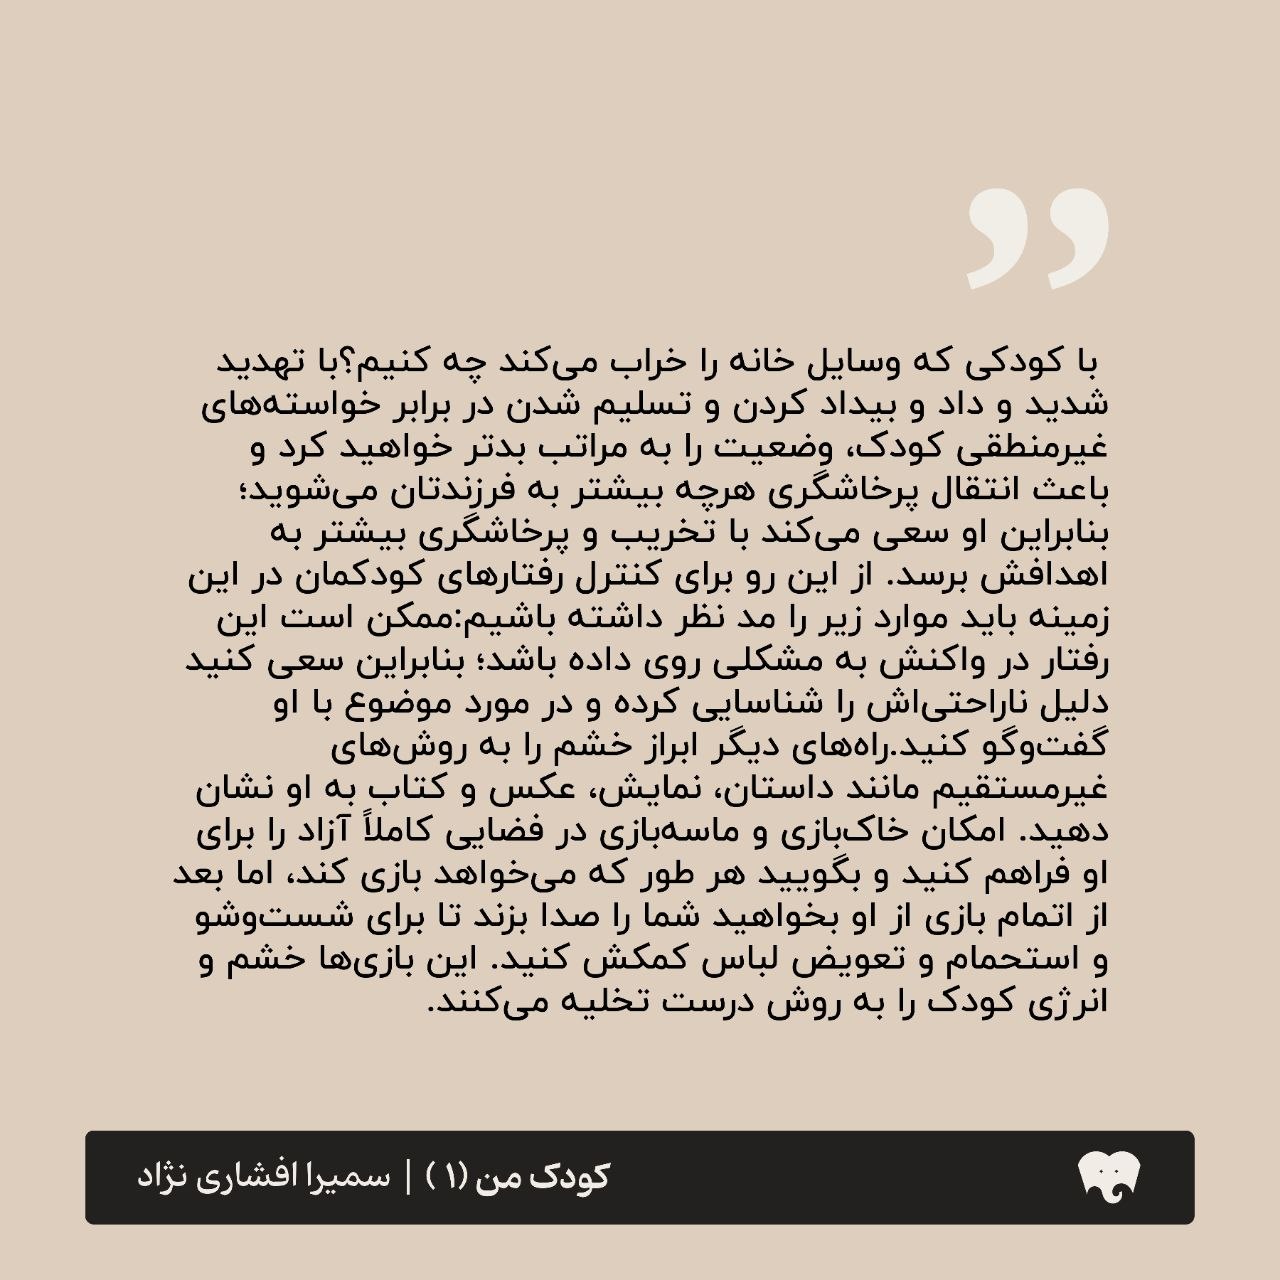 ”
با کودکی که وسایل خانه را خراب می‌کند چه کنیم؟با تهدید
شدید و داد و بیداد کردن و تسلیم شدن در برابر خواسته‌های
غیرمنطقی کودک، وضعیت را به مراتب بدتر خواهید کرد و
باعث انتقال پرخاشگری هرچه بیشتر به فرزندتان می‌شوید؛
بنابراین او سعی می‌کند با تخریب و پرخاشگری بیشتر به
اهدافش برسد. از این رو برای کنترل رفتارهای کودکمان در این
زمینه باید موارد زیر را مد نظر داشته باشیم:ممکن است این
رفتار در واکنش به مشکلی روی داده باشد؛ بنابراین سعی کنید
دلیل ناراحتی‌اش را شناسایی کرده و در مورد موضوع با او
گفت‌وگو کنید.راه‌های دیگر ابراز خشم را به روش‌های
غیرمستقیم مانند داستان، نمایش، عکس و کتاب به او نشان
دهید. امکان خاک‌بازی و ماسه‌بازی در فضایی کاملاً آزاد را برای
او فراهم کنید و بگویید هر طور که می‌خواهد بازی کند، اما بعد
از اتمام بازی از او بخواهید شما را صدا بزند تا برای شست‌وشو
و استحمام و تعویض لباس کمکش کنید. این بازی‌ها خشم و
انرژی کودک را به روش درست تخلیه می‌کنند.
کودک من (۱) | سمیرا افشاری نژاد